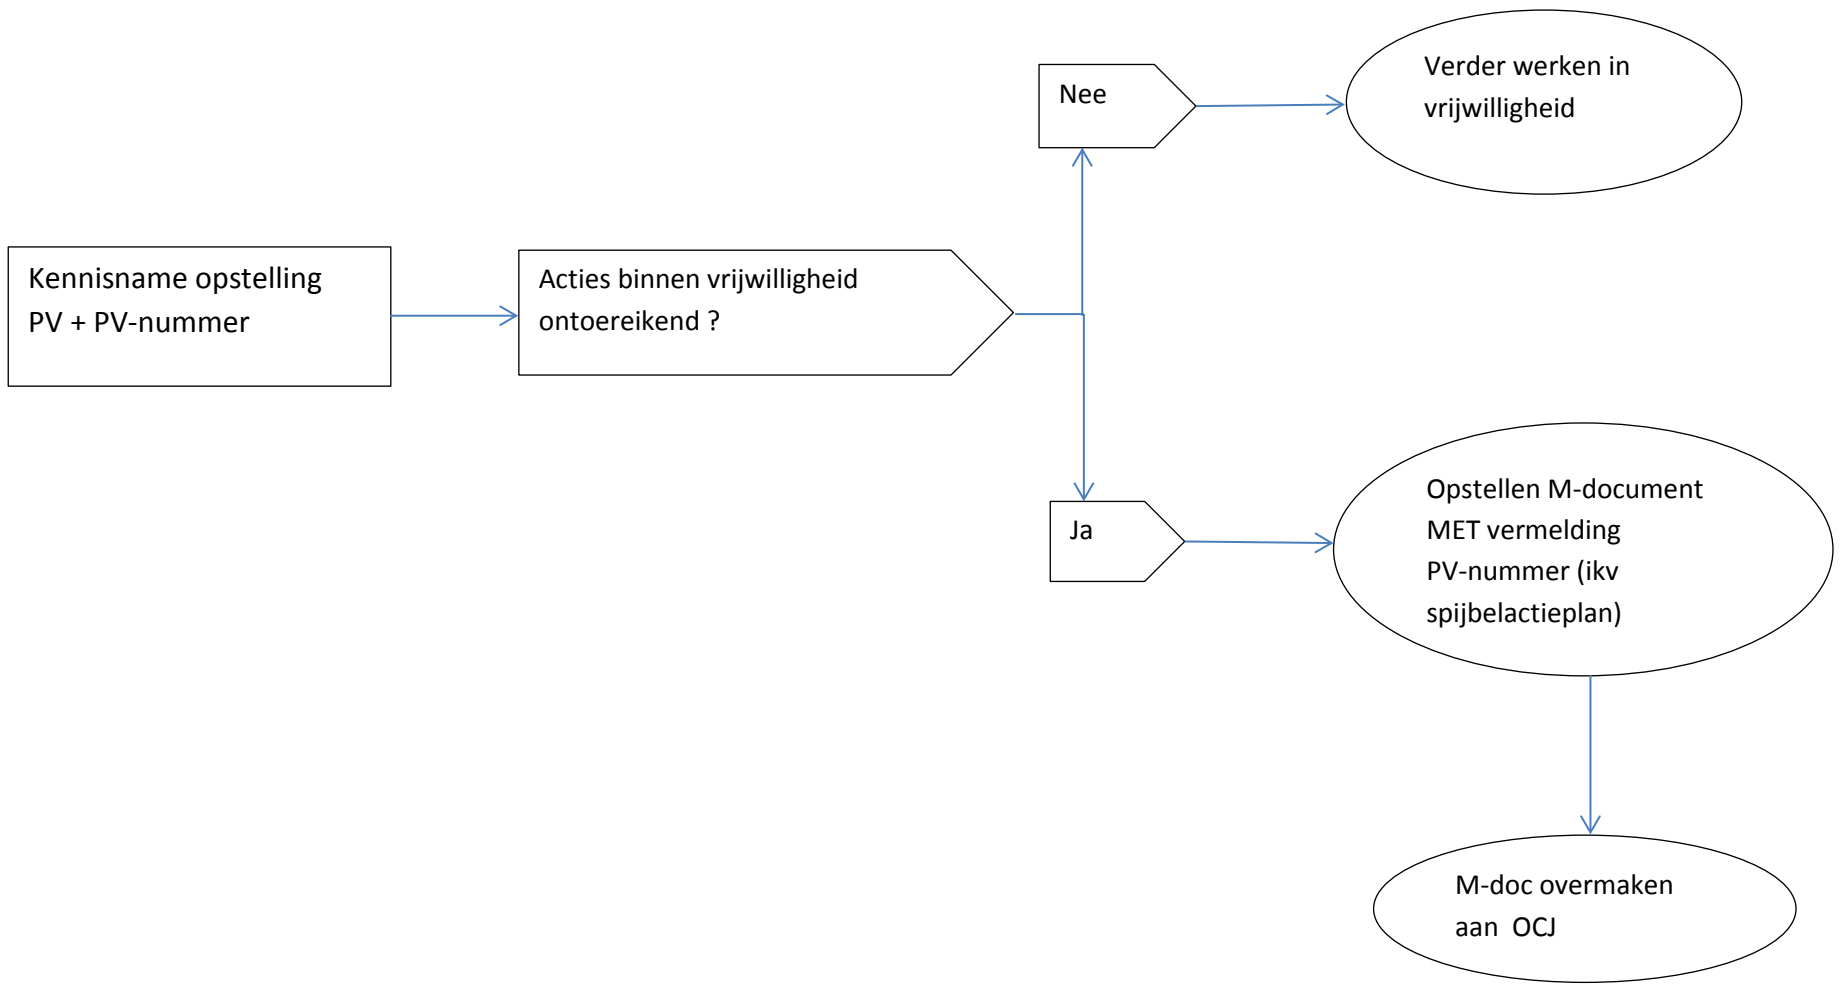 Kennisname opstelling
PV + PV-nummer
Acties binnen vrijwilligheid
ontoereikend ?
Nee
Verder werken in
vrijwilligheid
Ja
Opstellen M-document
MET vermelding
PV-nummer (ikv
spijbelactieplan)
M-doc overmaken
aan  OCJ